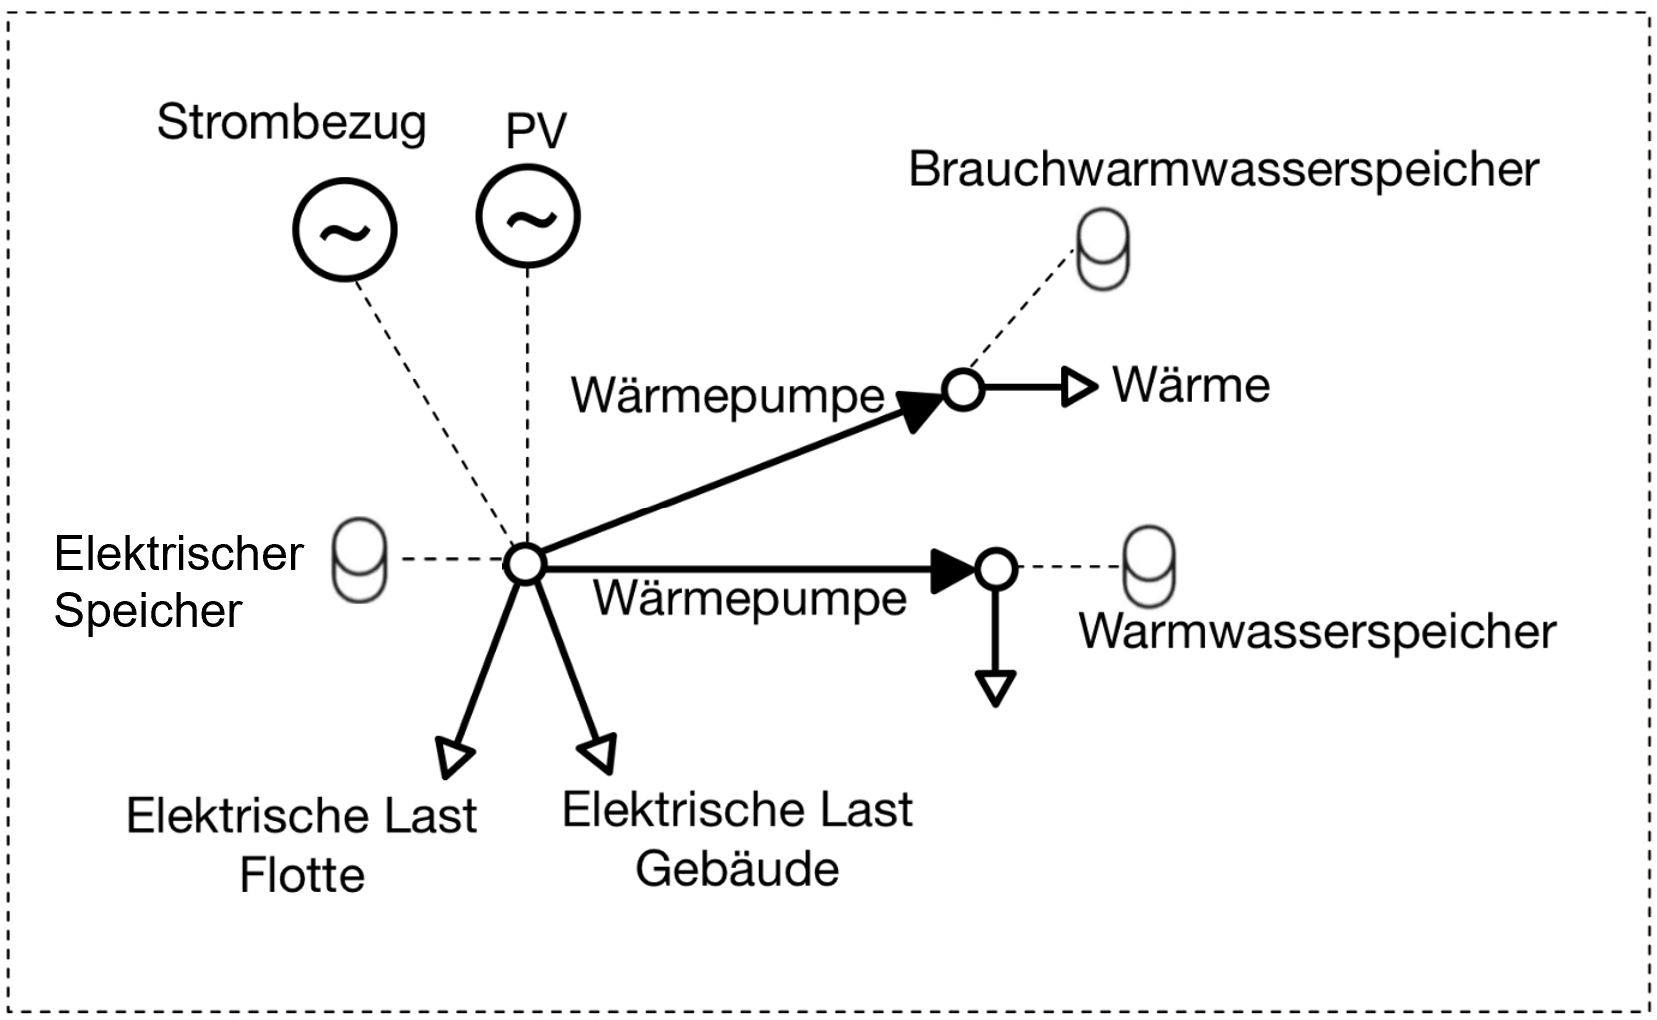 Strombezug
PV
Brauchwarmwasserspeicher
Wärmepumpe
Wärme
Elektrischer
Speicher
Wärmepumpe
Warmwasserspeicher
Elektrische Last
Flotte
Elektrische Last
Gebäude